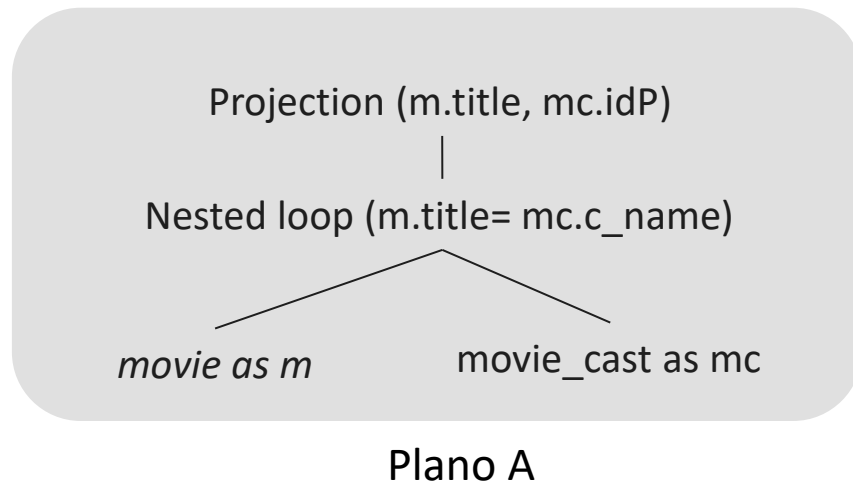 Projection (m.title, mc.idP)
Nested loop (m.title= mc.c_name)
movie as m
movie_cast as mc
Plano A